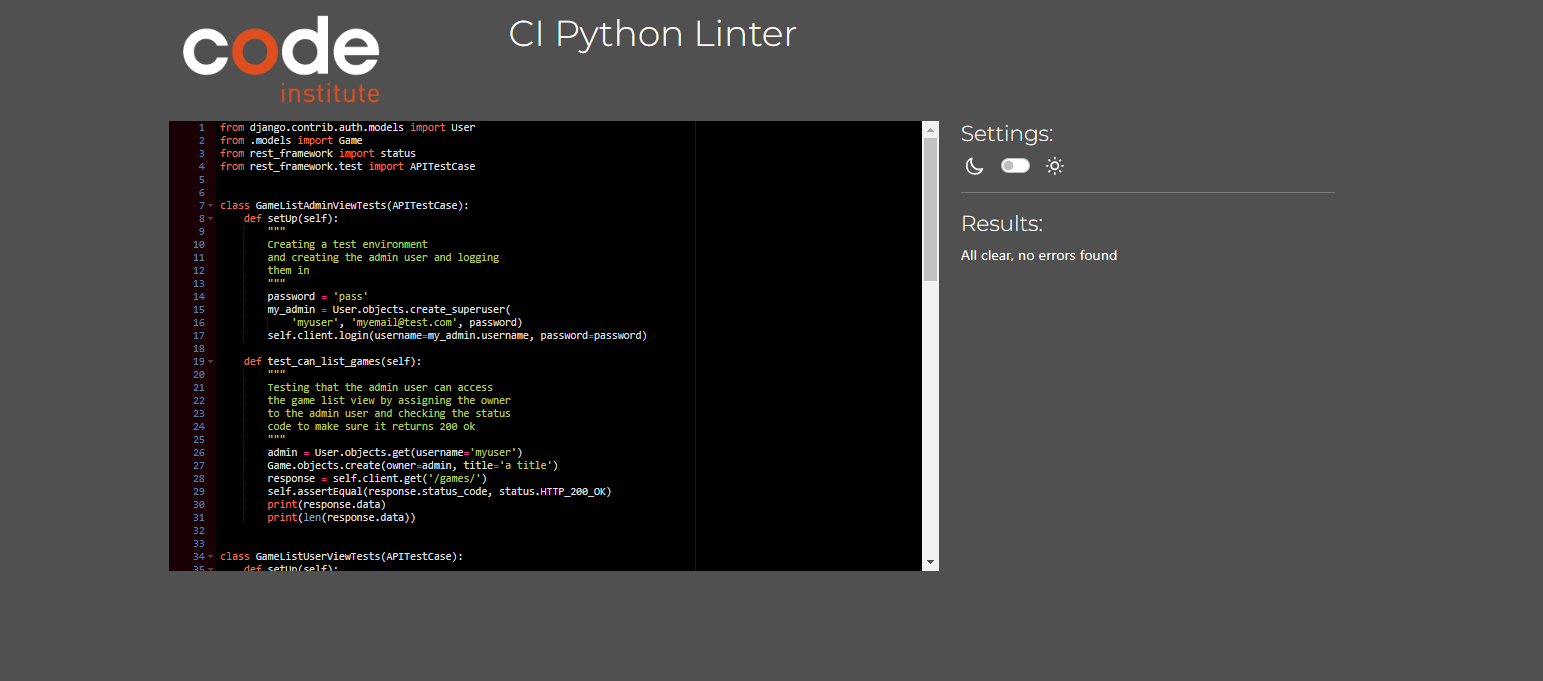 code
institute
CI Python Linter
1 from django.contrib.auth.models import User
2 from .models import Game
3 from rest_framework import status
4 from rest_framework.test import APITestCase
5
6
7 class GameListAdminViewTests(APITestCase):
8 def setUp(self):
9 """
10 Creating a test environment
11 and creating the admin user and logging
12 them in
13 """
14 password = 'pass'
15 my_admin = User.objects.create_superuser(
16 'myuser', 'myemail@test.com', password)
17 self.client.login(username=my_admin.username, password=password)
18
19 def test_can_list_games(self):
20 """
21 Testing that the admin user can access
22 the game list view by assigning the owner
23 to the admin user and checking the status
24 code to make sure it returns 200 ok
25 """
26 admin = User.objects.get(username='myuser')
27 Game.objects.create(owner=admin, title='a title')
28 response = self.client.get('/games/')
29 self.assertEqual(response.status_code, status.HTTP_200_OK)
30 print(response.data)
31 print(len(response.data))
32
33
34 class GameListUserViewTests(APITestCase):
35 def setUp(self):
Settings:
Results:
All clear, no errors found